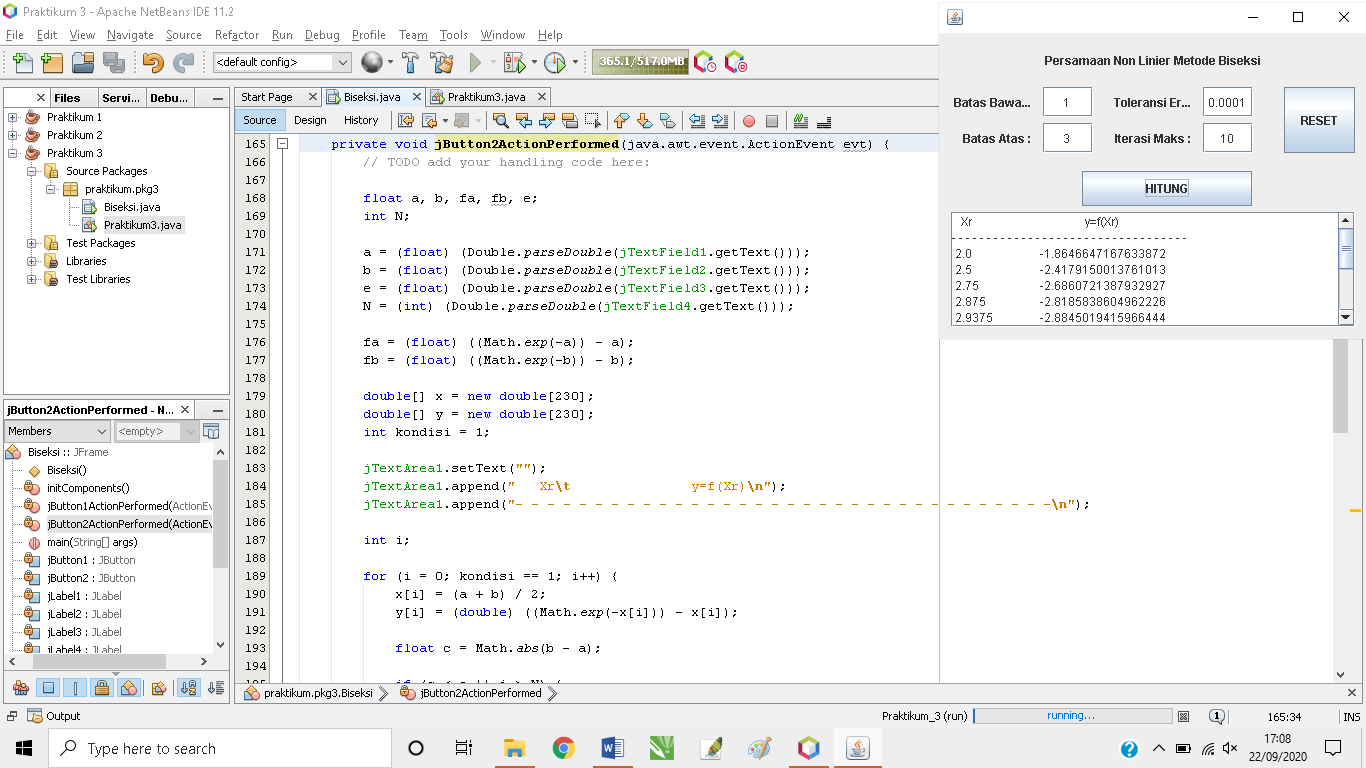 Praktikum 3 - Apache NetBeans IDE 11.2
File Edit View Navigate Source Refactor Run Debug Profile Team Tools Window Help
<default config>
365.1/517.0MB
Files Servi... Debu...
Praktikum 1
Praktikum 2
Praktikum 3
Source Packages
praktikum.pkg3
Biseksi.java
Praktikum3.java
Test Packages
Libraries
Test Libraries
jButton2ActionPerformed - N...
Members <empty>
Biseksi :: JFrame
Biseksi()
initComponents()
jButton1ActionPerformed(ActionEv
jButton2ActionPerformed(ActionEv
main(String[] args)
jButton1 : JButton
jButton2 : JButton
jLabel1 : JLabel
jLabel2 : JLabel
jLabel3 : JLabel
jLabel4 : JLabel
Start Page Biseksi.java Praktikum3.java
Source Design History
165 private void jButton2ActionPerformed(java.awt.event.ActionEvent evt) {
166 // TODO add your handling code here:
167
168 float a, b, fa, fb, e;
169 int N;
170
171 a = (float) (Double.parseDouble(jTextField1.getText()));
172 b = (float) (Double.parseDouble(jTextField2.getText()));
173 e = (float) (Double.parseDouble(jTextField3.getText()));
174 N = (int) (Double.parseDouble(jTextField4.getText()));
175
176 fa = (float) ((Math.exp(-a)) - a);
177 fb = (float) ((Math.exp(-b)) - b);
178
179 double[] x = new double[230];
180 double[] y = new double[230];
181 int kondisi = 1;
182
183 jTextArea1.setText("");
184 jTextArea1.append("   Xr\t               y=f(Xr)\n");
185 jTextArea1.append("- - - - - - - - - - - - - - - - - - - - - - - - - - - - - - - - - -\n");
186
187 int i;
188
189 for (i = 0; kondisi == 1; i++) {
190 x[i] = (a + b) / 2;
191 y[i] = (double) ((Math.exp(-x[i])) - x[i]);
192
193 float c = Math.abs(b - a);
194
praktikum.pkg3.Biseksi jButton2ActionPerformed
Persamaan Non Linier Metode Biseksi
Batas Bawa... 1 Toleransi Er... 0.0001
Batas Atas : 3 Iterasi Maks : 10
RESET
HITUNG
Xr y=f(Xr)
- - - - - - - - - - - - - - - - - - - - - - - - - - - - - -
2.0 -1.8646647167633872
2.5 -2.4179150013761013
2.75 -2.6860721387932927
2.875 -2.8185838604962226
2.9375 -2.8845019415966444
Output
Praktikum_3 (run) running... 1 165:34 INS
Type here to search
17:08
22/09/2020